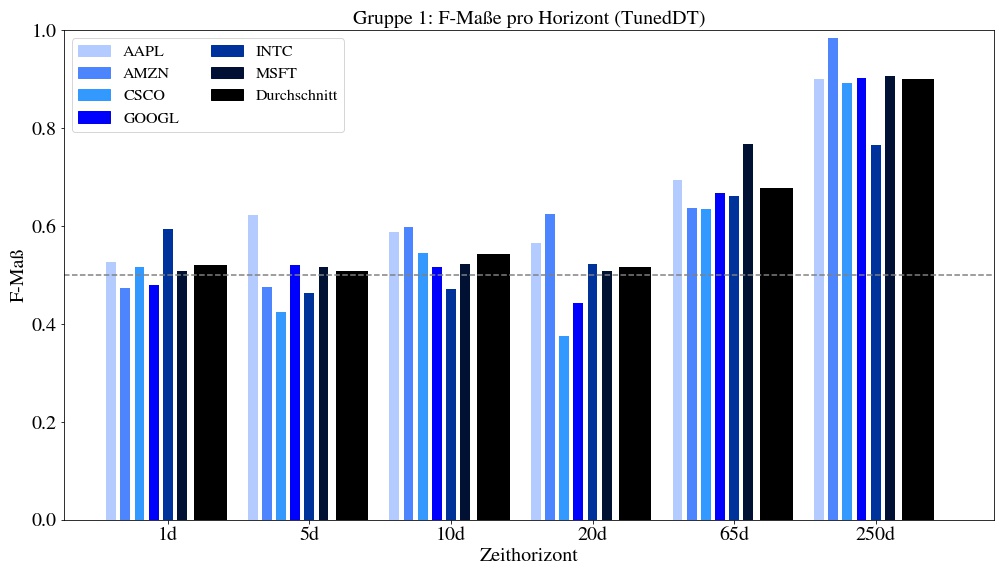 Gruppe 1: F-Maße pro Horizont (TunedDT)
1.0
0.8
0.6
0.4
0.2
0.0
F-Maß
AAPL
AMZN
CSCO
GOOGL
INTC
MSFT
Durchschnitt
1d
5d
10d
20d
65d
250d
Zeithorizont